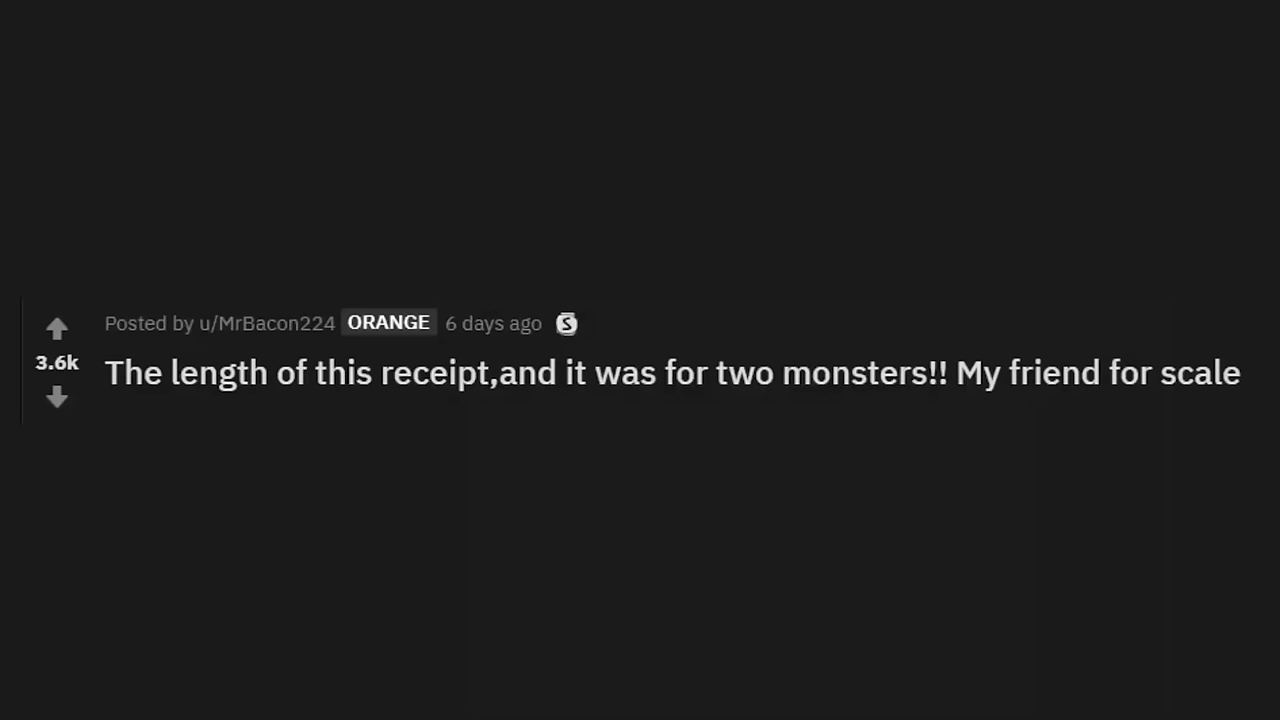 Posted by u/MrBacon224 ORANGE 6 days ago S
3.6k
The length of this receipt,and it was for two monsters!! My friend for scale